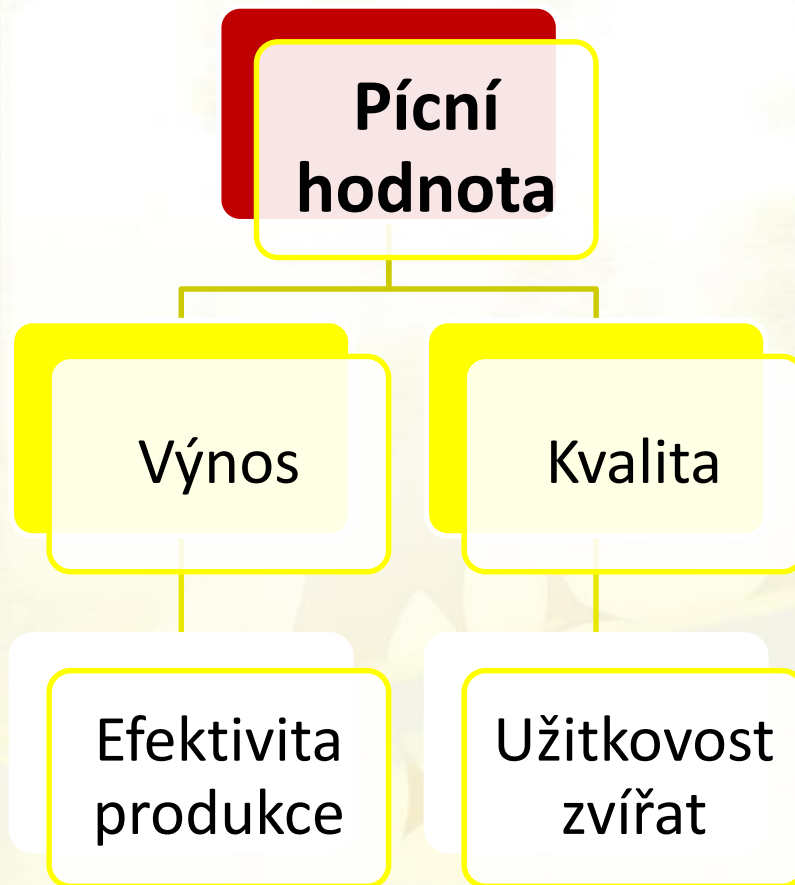 Pícní
hodnota
Výnos
Kvalita
Efektivita
produkce
Užitkovost
zvířat